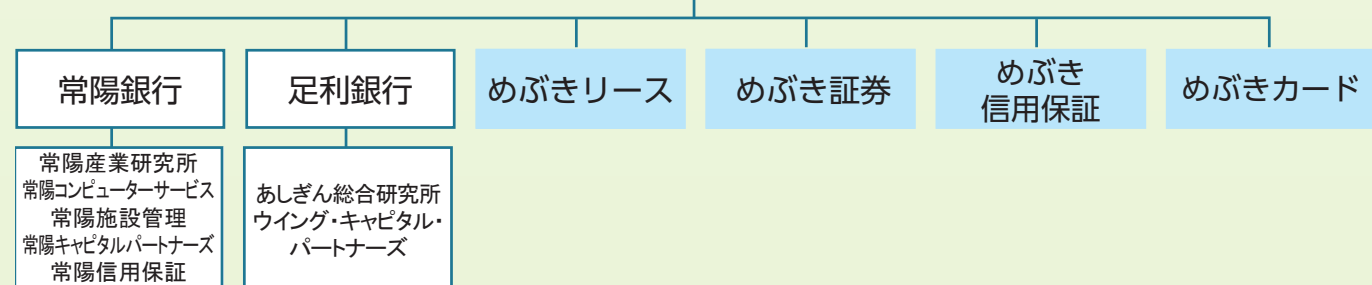 常陽銀行
足利銀行
めぶきリース
めぶき証券
めぶき
信用保証
めぶきカード
常陽産業研究所
常陽コンピューターサービス
常陽施設管理
常陽キャピタルパートナーズ
常陽信用保証
あしぎん総合研究所
ウイング・キャピタル・
パートナーズ